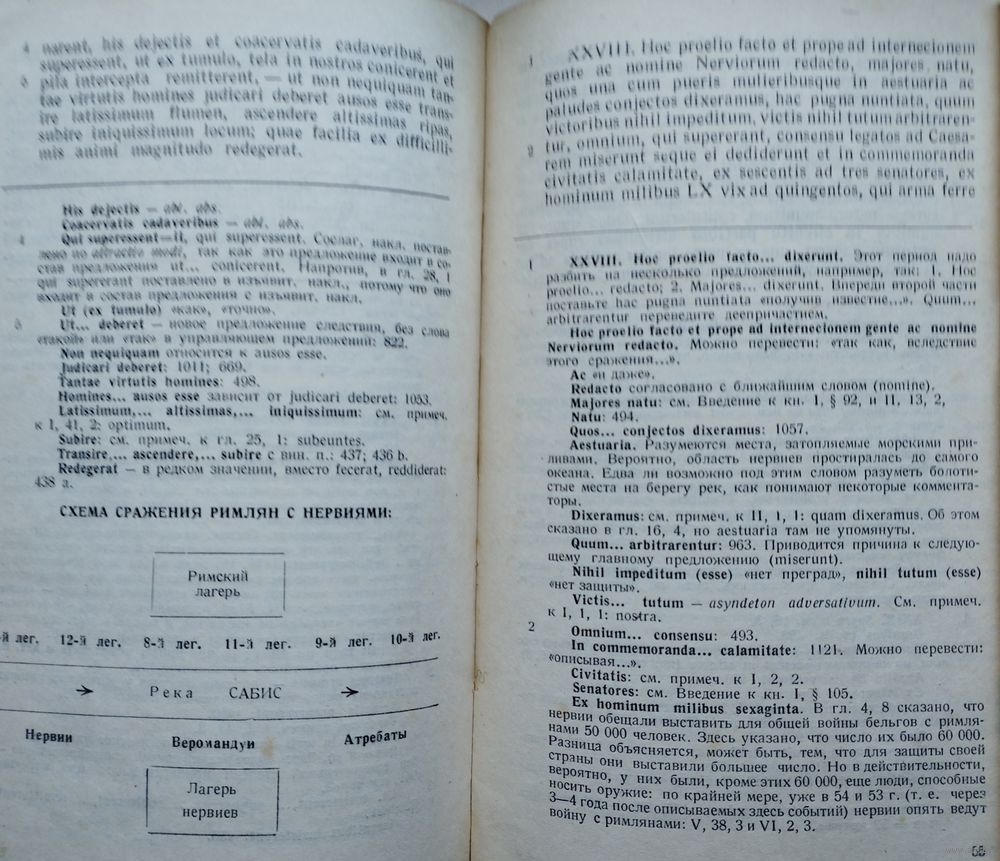 4 narent, his dejectis et coacervatis cadaveribus, qui
superessent, ut ex tumulo, tela in nostros conicerent et
5 pila intercepta remitterent, — ut non nequiquam tan-
tae virtutis homines judicari deberet ausos esse trans-
ire latissimum flumen, ascendere altissimas ripas,
subire iniquissimum locum; quae facilia ex difficilli-
mis animi magnitudo redegerat.
His dejectis — abl. abs.
Coacervatis cadaveribus — abl. abs.
4 Qui superessent—ii, qui superessent. Сослаг. накл. постав-
лено по attractio modi, так как это предложение входит в со-
став предложения ut... conicerent. Напротив, в гл. 28, 1
qui supererant поставлено в изъявит. накл., потому что оно
входит в состав предложения с изъявит. накл.
Ut (ex tumulo) «как», «точно».
5 Ut... deberet — новое предложение следствия, без слова
«такой» или «так» в управляющем предложений: 822.
Non nequiquam относится к ausos esse.
Judicari deberet: 1011; 669.
Tantae virtutis homines: 498.
Homines... ausos esse зависит от judicari deberet: 1053.
Latissimum,... altissimas,... iniquissimum: см. примеч.
к I, 41, 2: optimum.
Subire: см. примеч. к гл. 25, 1: subeuntes.
Transire,... ascendere,... subire с вин. п.: 437; 436 b.
Redegerat — в редком значении, вместо fecerat, reddiderat:
438 a.
СХЕМА СРАЖЕНИЯ РИМЛЯН С НЕРВИЯМИ:
Римский
лагерь
-й лег. 12-й лег. 8-й лег. 11-й лег. 9-й лег. 10-й лег.
→ Река САБИС →
Нервии Веромандуи Атребаты
Лагерь
нервиев
1 XXVIII. Hoc proelio facto et prope ad internecionem
gente ac nomine Nerviorum redacto, majores natu,
quos una cum pueris mulieribusque in aestuaria ac
paludes conjectos dixeramus, hac pugna nuntiata, quum
victoribus nihil impeditum, victis nihil tutum arbitraren-
2 tur, omnium, qui supererant, consensu legatos ad Caesa-
rem miserunt seque ei dediderunt et in commemoranda
civitatis calamitate, ex sescentis ad tres senatores, ex
hominum milibus LX vix ad quingentos, qui arma ferre
1 XXVIII. Hoc proelio facto... dixerunt. Этот период надо
разбить на несколько предложений, например, так: 1. Hoc
proelio... redacto; 2. Majores... dixerunt. Впереди второй части
поставьте hac pugna nuntiata «получив известие...». Quum...
arbitrarentur переведите деепричастием.
Hoc proelio facto et prope ad internecionem gente ac nomine
Nerviorum redacto. Можно перевести: «так как, вследствие
этого сражения...».
Ac «и даже».
Redacto согласовано с ближайшим словом (nomine).
Majores natu: см. Введение к кн. I, § 92, и II, 13, 2,
Natu: 494.
Quos... conjectos dixeramus: 1057.
Aestuaria. Разумеются места, затопляемые морскими при-
ливами. Вероятно, область нервиев простиралась до самого
океана. Едва ли возможно под этим словом разуметь болоти-
стые места на берегу рек, как понимают некоторые коммента-
торы.
Dixeramus: см. примеч. к II, 1, 1: quam dixeramus. Об этом
сказано в гл. 16, 4, но aestuaria там не упомянуты.
Quum... arbitrarentur: 963. Приводится причина к следую-
щему главному предложению (miserunt).
Nihil impeditum (esse) «нет преград», nihil tutum (esse)
«нет защиты».
Victis... tutum — asyndeton adversativum. См. примеч.
к I, 1, 1: nostra.
2 Omnium... consensu: 493.
In commemoranda... calamitate: 1121. Можно перевести:
«описывая...».
Civitatis: см. примеч. к I, 2, 2.
Senatores: см. Введение к кн. I, § 105.
Ex hominum milibus sexaginta. В гл. 4, 8 сказано, что
нервии обещали выставить для общей войны бельгов с римля-
нами 50 000 человек. Здесь указано, что число их было 60 000.
Разница объясняется, может быть, тем, что для защиты своей
страны они выставили большее число. Но в действительности,
вероятно, у них были, кроме этих 60 000, еще люди, способные
носить оружие: по крайней мере, уже в 54 и 53 г. (т. е. через
3—4 года после описываемых здесь событий) нервии опять ведут
войну с римлянами: V, 38, 3 и VI, 2, 3.